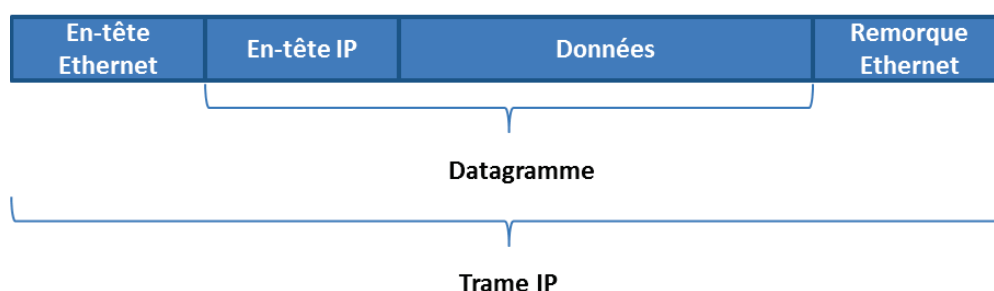 En-tête
Ethernet
En-tête IP
Données
Remorque
Ethernet
Datagramme
Trame IP